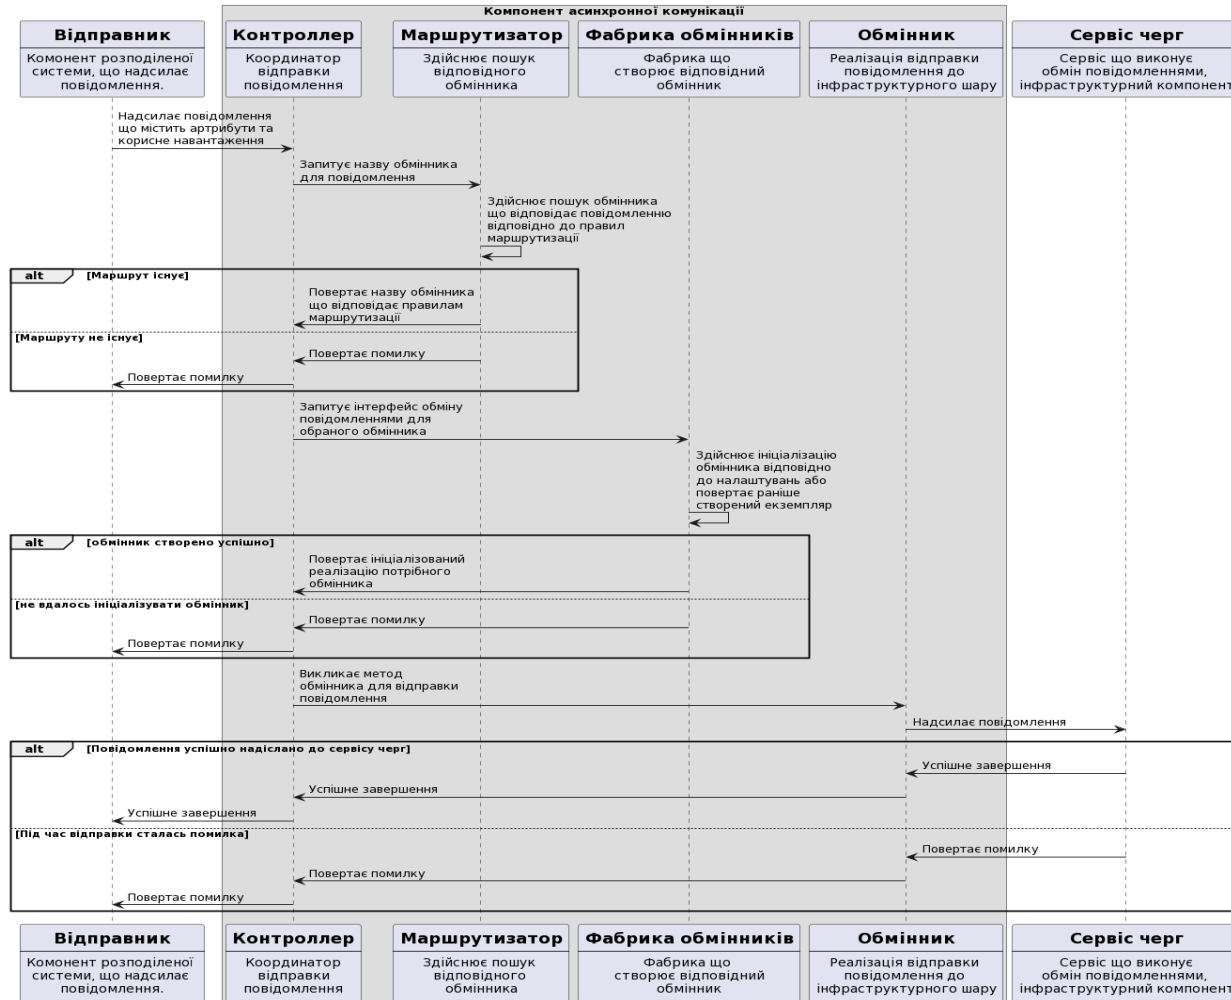 Компонент асинхронної комунікації
Відправник
Комонент розподіленої
системи, що надсилає
повідомлення.
Контроллер
Координатор
відправки
повідомлення
Маршрутизатор
Здійснює пошук
відповідного
обмінника
Фабрика обмінників
Фабрика що
створює відповідний
обмінник
Обмінник
Реалізація відправки
повідомлення до
інфраструктурного шару
Сервіс черг
Сервіс що виконує
обмін повідомленнями,
інфраструктурний компонент
Надсилає повідомлення
що містить артрибути та
корисне навантаження
Запитує назву обмінника
для повідомлення
Здійснює пошук обмінника
що відповідає повідомленню
відповідно до правил
маршрутизації
alt [Маршрут існує]
Повертає назву обмінника
що відповідає правилам
маршрутизації
[Маршруту не існує]
Повертає помилку
Повертає помилку
Запитує інтерфейс обміну
повідомленнями для
обраного обмінника
Здійснює ініціалізацію
обмінника відповідно
до налаштувань або
повертає раніше
створений екземпляр
alt [обмінник створено успішно]
Повертає ініціалізований
реалізацію потрібного
обмінника
[не вдалось ініціалізувати обмінник]
Повертає помилку
Повертає помилку
Викликає метод
обмінника для відправки
повідомлення
Надсилає повідомлення
alt [Повідомлення успішно надіслано до сервісу черг]
Успішне завершення
Успішне завершення
Успішне завершення
[Під час відправки сталась помилка]
Повертає помилку
Повертає помилку
Повертає помилку
Відправник
Комонент розподіленої
системи, що надсилає
повідомлення.
Контроллер
Координатор
відправки
повідомлення
Маршрутизатор
Здійснює пошук
відповідного
обмінника
Фабрика обмінників
Фабрика що
створює відповідний
обмінник
Обмінник
Реалізація відправки
повідомлення до
інфраструктурного шару
Сервіс черг
Сервіс що виконує
обмін повідомленнями,
інфраструктурний компонент